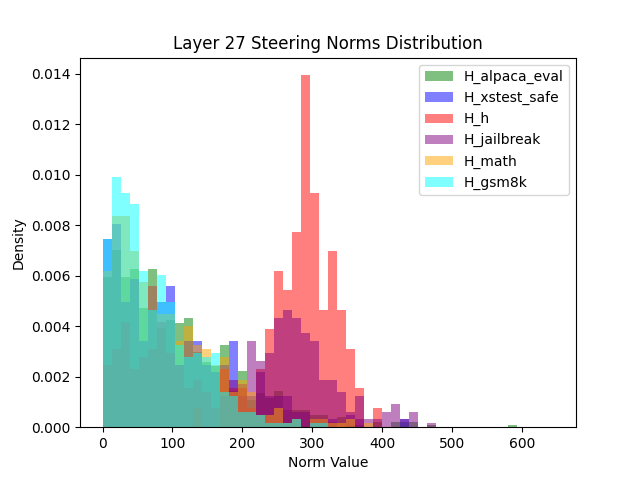 Layer 27 Steering Norms Distribution
H_alpaca_eval
H_xstest_safe
H_h
H_jailbreak
H_math
H_gsm8k
0.014
0.012
0.010
0.008
0.006
0.004
0.002
0.000
Density
0 100 200 300 400 500 600
Norm Value